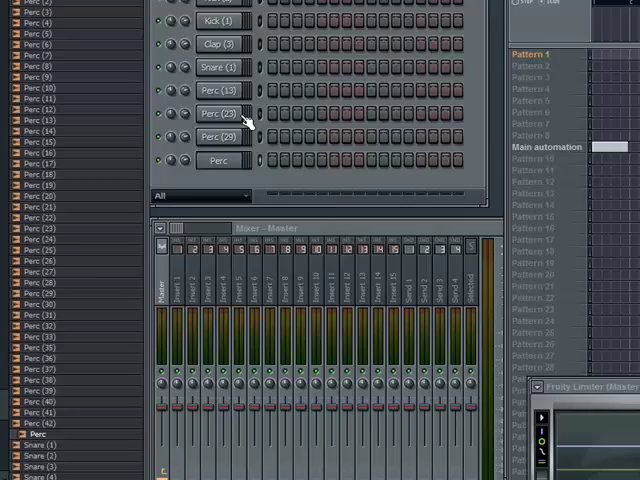 Perc (3)
Perc (4)
Perc (5)
Perc (6)
Perc (7)
Perc (8)
Perc (9)
Perc (10)
Perc (11)
Perc (12)
Perc (13)
Perc (14)
Perc (15)
Perc (16)
Perc (17)
Perc (18)
Perc (19)
Perc (20)
Perc (21)
Perc (22)
Perc (23)
Perc (24)
Perc (25)
Perc (26)
Perc (27)
Perc (28)
Perc (29)
Perc (30)
Perc (31)
Perc (32)
Perc (33)
Perc (35)
Perc (36)
Perc (37)
Perc (38)
Perc (39)
Perc (40)
Perc (41)
Perc (42)
Perc
Snare (1)
Snare (2)
Snare (3)
Snare (4)
Kick (1)
Clap (3)
Snare (1)
Perc (13)
Perc (23)
Perc (29)
Perc
All
Mixer - Master
Master
Insert 1
Insert 2
Insert 3
Insert 4
Insert 5
Insert 6
Insert 7
Insert 8
Insert 9
Insert 10
Insert 11
Insert 12
Insert 13
Insert 14
Insert 15
Send 1
Send 2
Send 3
Send 4
Selected
Pattern 1
Pattern 2
Pattern 3
Pattern 4
Pattern 5
Pattern 6
Pattern 7
Pattern 8
Main automation
Pattern 10
Pattern 11
Pattern 12
Pattern 13
Pattern 14
Pattern 15
Pattern 16
Pattern 17
Pattern 18
Pattern 19
Pattern 20
Pattern 21
Pattern 22
Pattern 23
Pattern 24
Pattern 25
Pattern 26
Pattern 27
Pattern 28
Fruity Limiter (Master